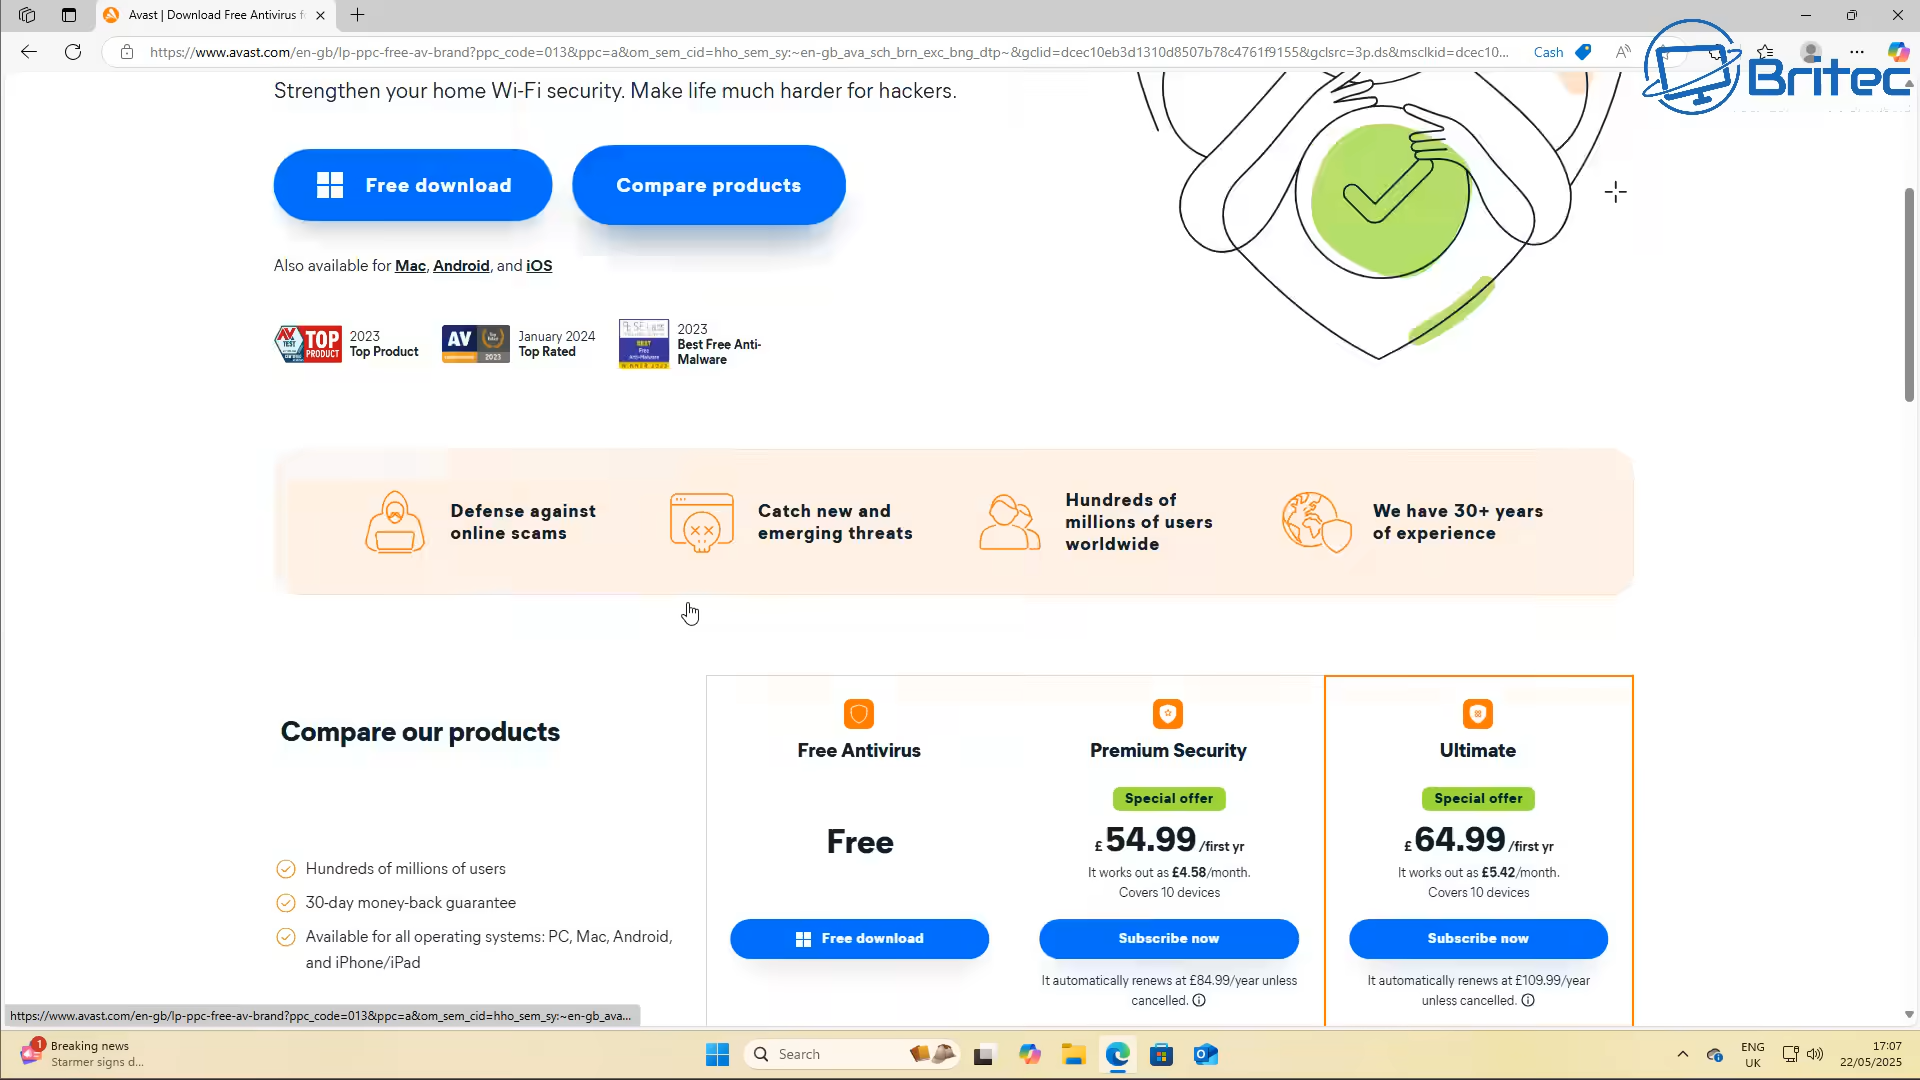 Avast | Download Free Antivirus f
https://www.avast.com/en-gb/lp-ppc-free-av-brand?ppc_code=013&ppc=a&om_sem_cid=hho_sem_sy:~en-gb_ava_sch_brn_exc_bng_dtp~&gclid=dcec10eb3d1310d8507b78c4761f9155&gclsrc=3p.ds&msclkid=dcec10...
Cash
Britec
Strengthen your home Wi-Fi security. Make life much harder for hackers.
Free download
Compare products
Also available for Mac, Android, and iOS
AV TEST TOP PRODUCT
2023
Top Product
AV 2023
January 2024
Top Rated
BEST Free Anti-Malware WINNER 2023
2023
Best Free Anti-
Malware
Defense against
online scams
Catch new and
emerging threats
Hundreds of
millions of users
worldwide
We have 30+ years
of experience
Compare our products
Hundreds of millions of users
30-day money-back guarantee
Available for all operating systems: PC, Mac, Android,
and iPhone/iPad
Free Antivirus
Free
Free download
Premium Security
Special offer
£54.99/first yr
It works out as £4.58/month.
Covers 10 devices
Subscribe now
It automatically renews at £84.99/year unless
cancelled.
Ultimate
Special offer
£64.99/first yr
It works out as £5.42/month.
Covers 10 devices
Subscribe now
It automatically renews at £109.99/year
unless cancelled.
https://www.avast.com/en-gb/lp-ppc-free-av-brand?ppc_code=013&ppc=a&om_sem_cid=hho_sem_sy:~en-gb_ava...
1
Breaking news
Starmer signs d...
Search
ENG
UK
17:07
22/05/2025